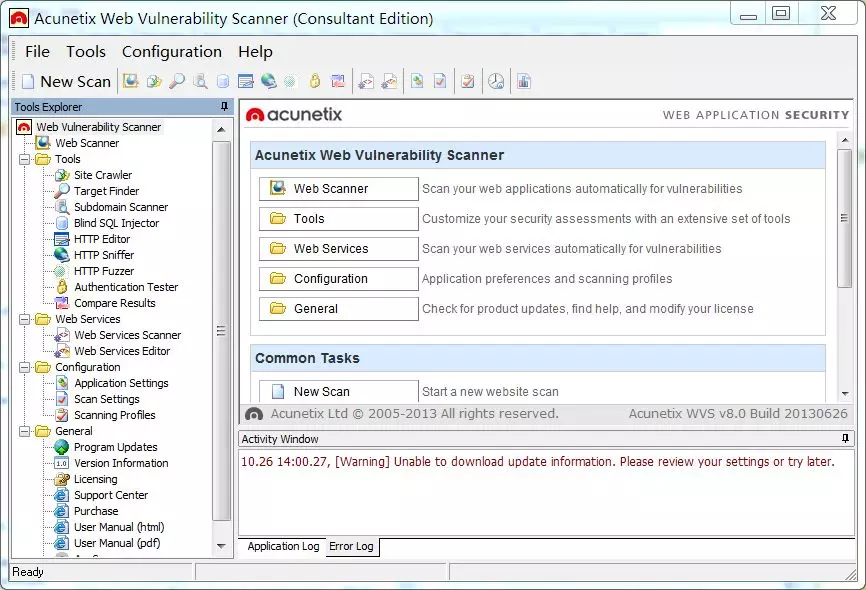 Acunetix Web Vulnerability Scanner (Consultant Edition)
File Tools Configuration Help
New Scan
Tools Explorer
Web Vulnerability Scanner
Web Scanner
Tools
Site Crawler
Target Finder
Subdomain Scanner
Blind SQL Injector
HTTP Editor
HTTP Sniffer
HTTP Fuzzer
Authentication Tester
Compare Results
Web Services
Web Services Scanner
Web Services Editor
Configuration
Application Settings
Scan Settings
Scanning Profiles
General
Program Updates
1.0 Version Information
Licensing
Support Center
Purchase
User Manual (html)
User Manual (pdf)
acunetix WEB APPLICATION SECURITY
Acunetix Web Vulnerability Scanner
Web Scanner Scan your web applications automatically for vulnerabilities
Tools Customize your security assessments with an extensive set of tools
Web Services Scan your web services automatically for vulnerabilities
Configuration Application preferences and scanning profiles
General Check for product updates, find help, and modify your license
Common Tasks
New Scan Start a new website scan
Acunetix Ltd © 2005-2013 All rights reserved. Acunetix WVS v8.0 Build 20130626
Activity Window
10.26 14:00.27, [Warning] Unable to download update information. Please review your settings or try later.
Application Log Error Log
Ready